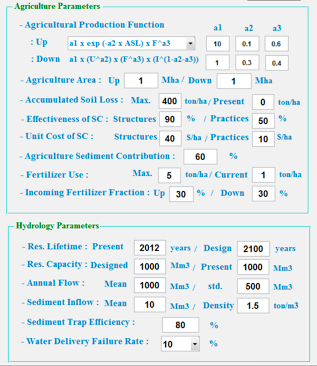 Agriculture Parameters
- Agricultural Production Function a1 a2 a3
: Up a1 x exp (-a2 x ASL) x F^a3 10 0.1 0.6
: Down a1 x (U^a2) x (F^a3) x (I^(1-a2-a3)) 1 0.3 0.4
- Agriculture Area : Up 1 Mha / Down 1 Mha
- Accumulated Soil Loss : Max. 400 ton/ha / Present 0 ton/ha
- Effectiveness of SC : Structures 90 % / Practices 50 %
- Unit Cost of SC : Structures 40 $/ha / Practices 10 $/ha
- Agriculture Sediment Contribution : 60 %
- Fertilizer Use : Max. 5 ton/ha / Current 1 ton/ha
- Incoming Fertilizer Fraction : Up 30 % / Down 30 %
Hydrology Parameters
- Res. Lifetime : Present 2012 years / Design 2100 years
- Res. Capacity : Designed 1000 Mm3 / Present 1000 Mm3
- Annual Flow : Mean 1000 Mm3 / std. 500 Mm3
- Sediment Inflow : Mean 10 Mm3 / Density 1.5 ton/m3
- Sediment Trap Efficiency : 80 %
- Water Delivery Failure Rate : 10 %